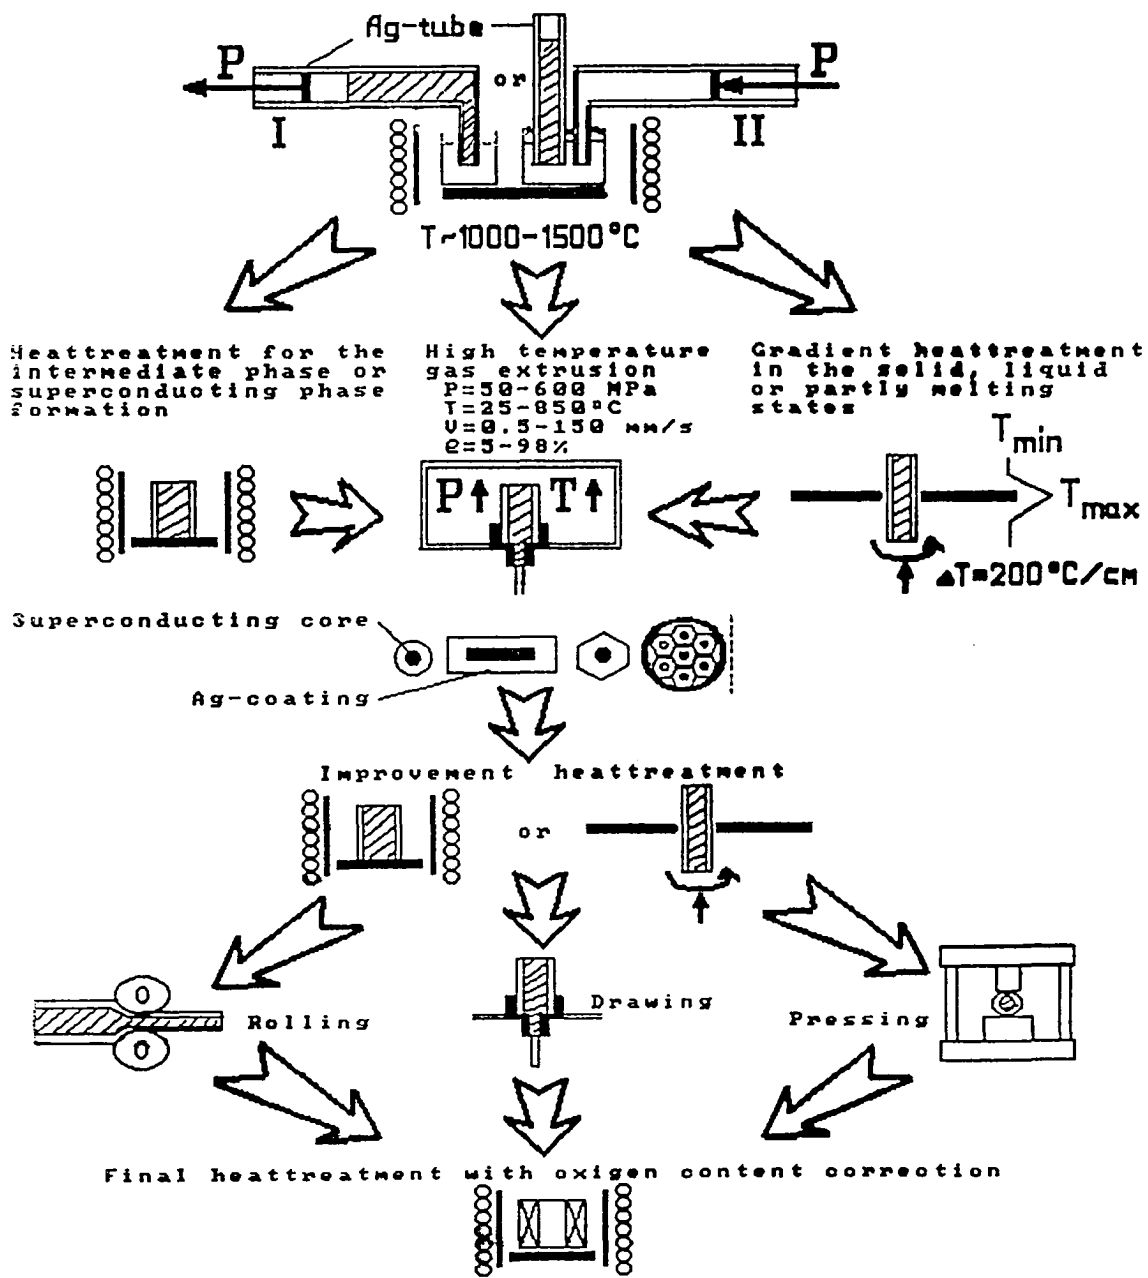 Ag-tube
P
or
P
I
II
T~1000-1500°C
Heattreatment for the
intermediate phase or
superconducting phase
formation
High temperature
gas extrusion
P=50-600 MPa
T=25-850°C
V=0.5-150 mm/s
e=5-98%
Gradient heattreatment
in the solid, liquid
or partly melting
states
T min
P T
T max
ΔT=200°C/cм
Superconducting core
Ag-coating
Improvement heattreatment
or
Rolling
Drawing
Pressing
Final heattreatment with oxigen content correction